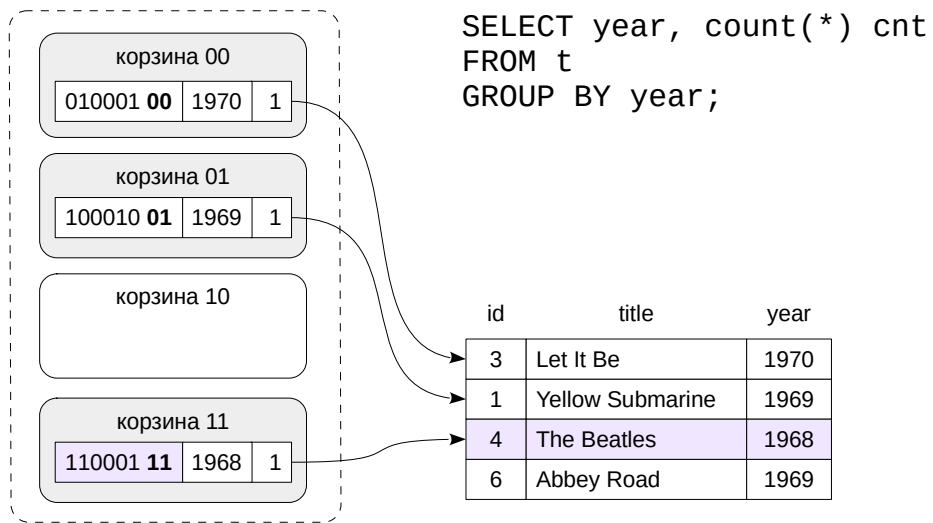 SELECT year, count(*) cnt
FROM t
GROUP BY year;
корзина 00
010001 00 1970 1
корзина 01
100010 01 1969 1
корзина 10
корзина 11
110001 11 1968 1
id title year
3 Let It Be 1970
1 Yellow Submarine 1969
4 The Beatles 1968
6 Abbey Road 1969